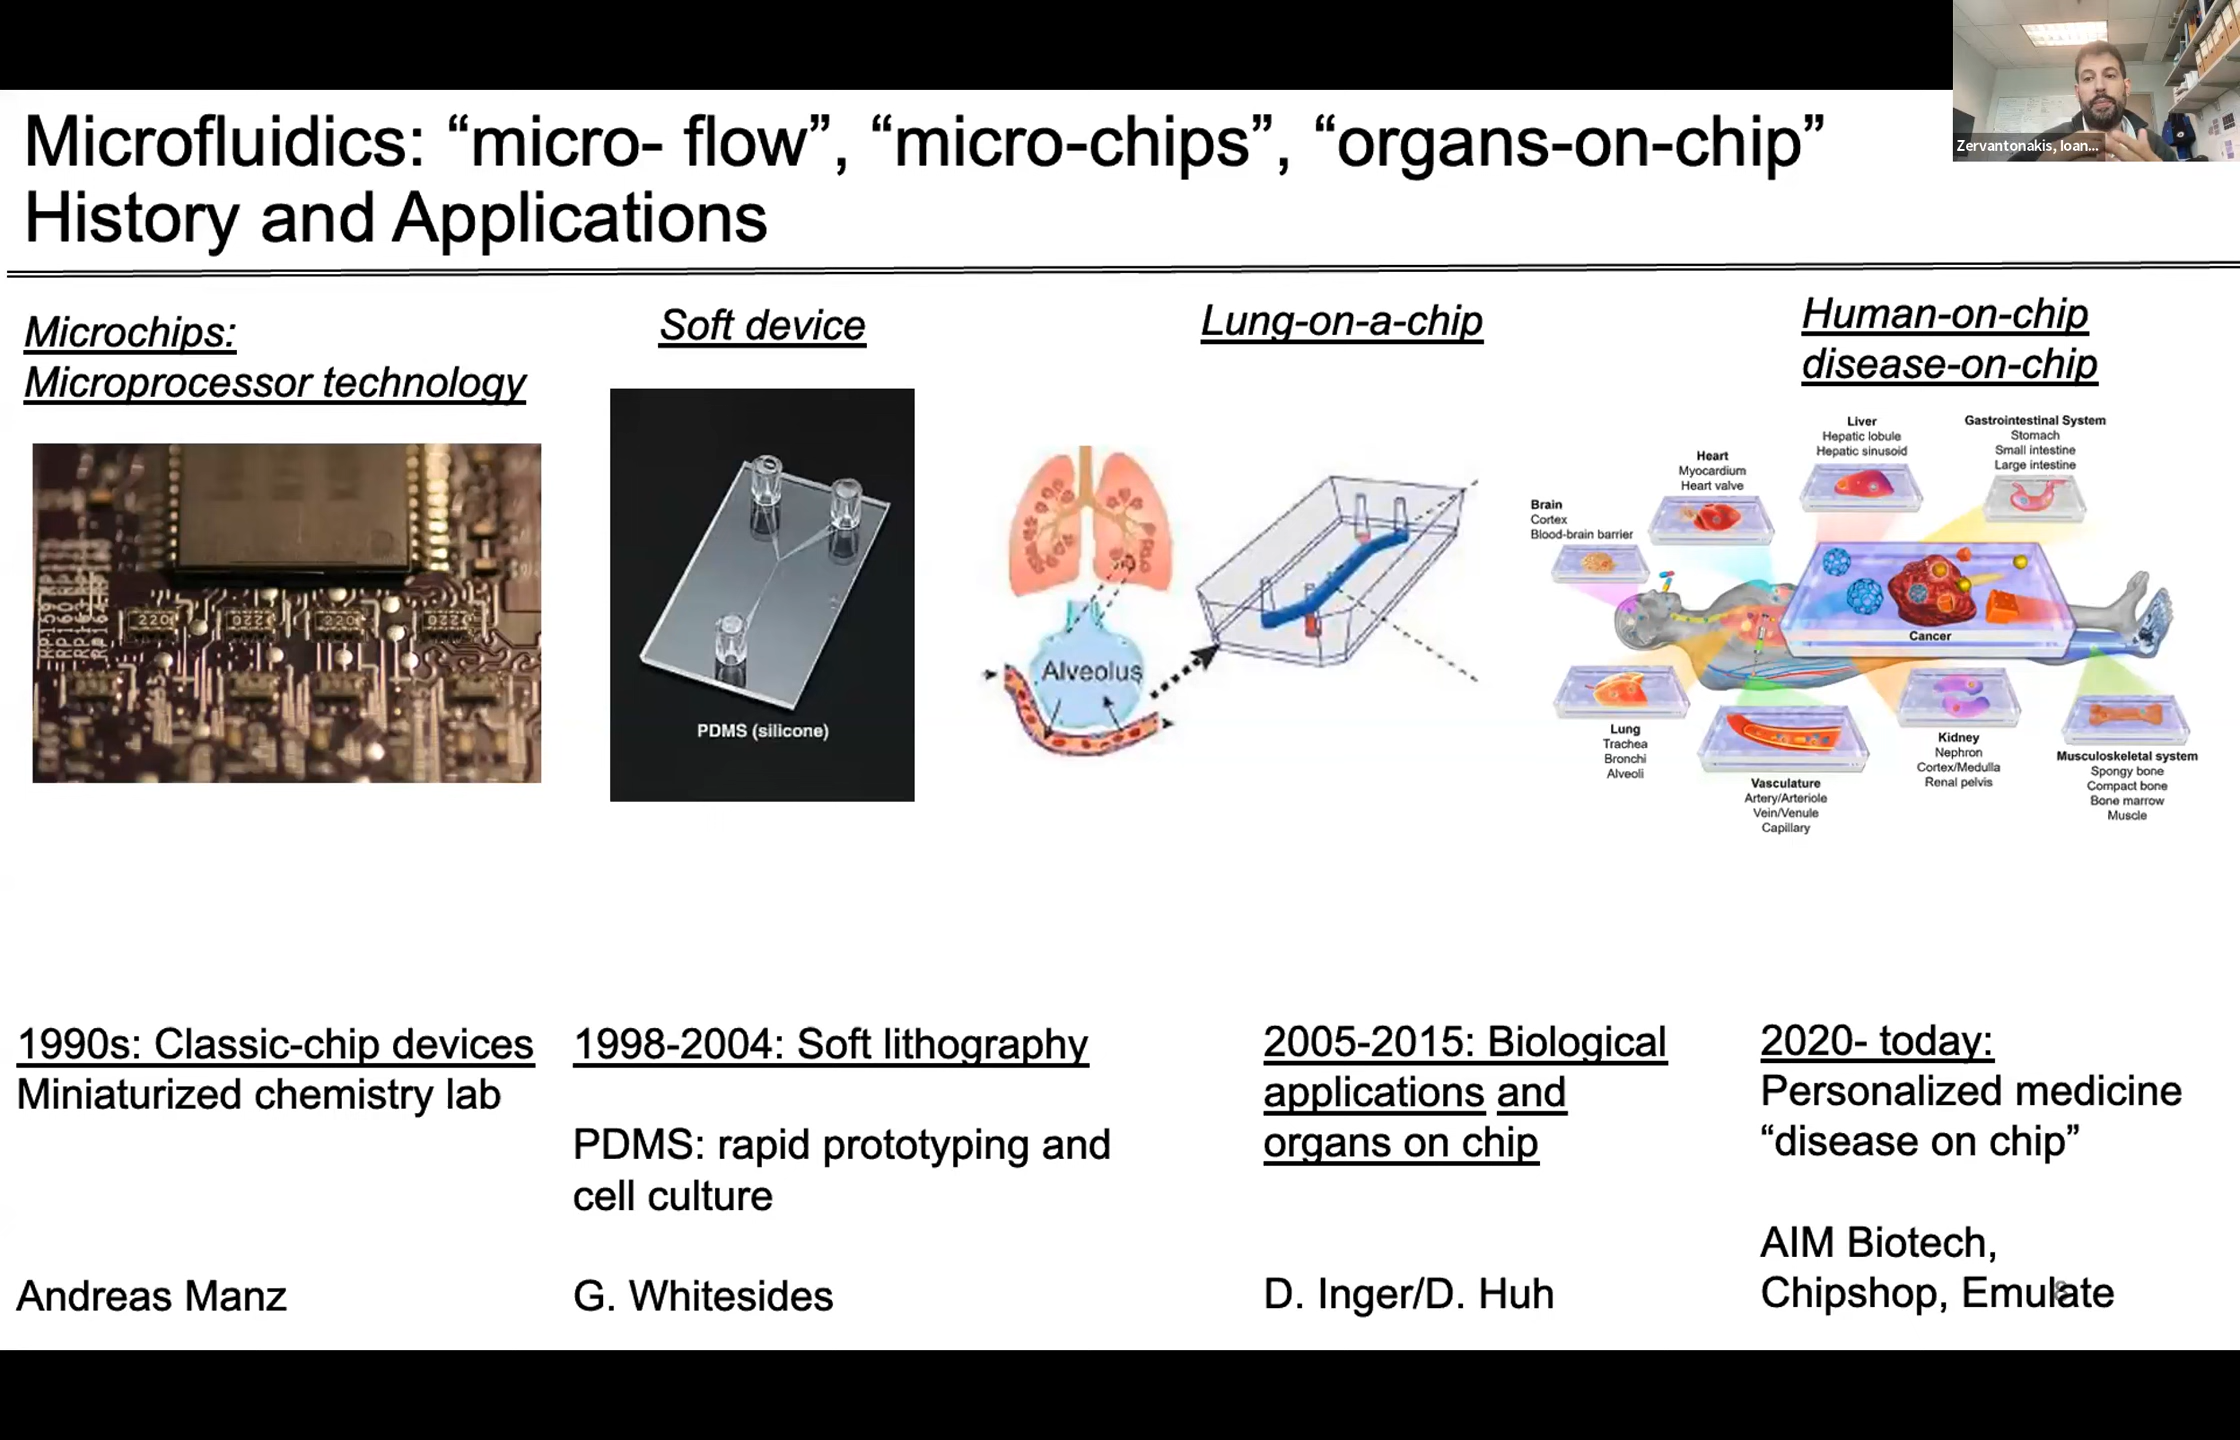 Zervantonakis, Ioan...
Microfluidics: “micro- flow”, “micro-chips”, “organs-on-chip”
History and Applications
Microchips:
Microprocessor technology
220
220
RP159
RP160
Soft device
PDMS (silicone)
Lung-on-a-chip
Alveolus
Human-on-chip
disease-on-chip
Liver
Hepatic lobule
Hepatic sinusoid
Gastrointestinal System
Stomach
Small intestine
Large intestine
Heart
Myocardium
Heart valve
Brain
Cortex
Blood-brain barrier
Cancer
Lung
Trachea
Bronchi
Alveoli
Vasculature
Artery/Arteriole
Vein/Venule
Capillary
Kidney
Nephron
Cortex/Medulla
Renal pelvis
Musculoskeletal system
Spongy bone
Compact bone
Bone marrow
Muscle
1990s: Classic-chip devices
Miniaturized chemistry lab
Andreas Manz
1998-2004: Soft lithography
PDMS: rapid prototyping and
cell culture
G. Whitesides
2005-2015: Biological
applications and
organs on chip
D. Inger/D. Huh
2020- today:
Personalized medicine
“disease on chip”
AIM Biotech,
Chipshop, Emulate